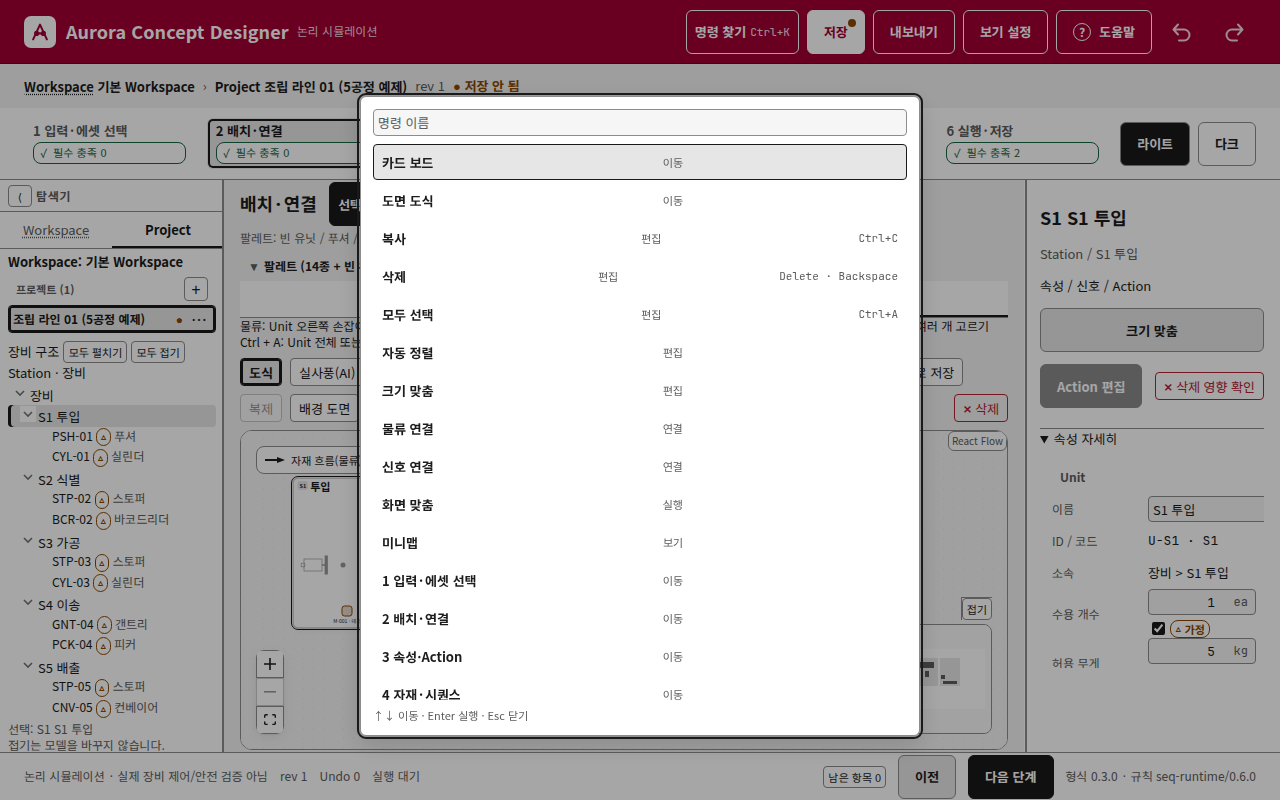 Aurora Concept Designer 논리 시뮬레이션 명령 찾기 Ctrl+K 저장 내보내기 보기 설정 ? 도움말
Workspace 기본 Workspace › Project 조립 라인 01 (5공정 예제) rev 1 ● 저장 안 됨
1 입력·에셋 선택
✓ 필수 충족 0
2 배치·연결
✓ 필수 충족 0
6 실행·저장
✓ 필수 충족 2
라이트 다크
탐색기
Workspace Project
Workspace: 기본 Workspace
프로젝트 (1) +
조립 라인 01 (5공정 예제) ● ···
장비 구조 모두 펼치기 모두 접기
Station · 장비
장비
S1 투입
PSH-01 푸셔
CYL-01 실린더
S2 식별
STP-02 스토퍼
BCR-02 바코드리더
S3 가공
STP-03 스토퍼
CYL-03 실린더
S4 이송
GNT-04 갠트리
PCK-04 피커
S5 배출
STP-05 스토퍼
CNV-05 컨베이어
선택: S1 S1 투입
접기는 모델을 바꾸지 않습니다.
배치·연결 선택
팔레트: 빈 유닛 / 푸셔 /
▼ 팔레트 (14종 + 빈
물류: Unit 오른쪽 손잡이
여러 개 고르기
Ctrl + A: Unit 전체 또는
도식 실사풍(AI)
로 저장
복제 배경 도면
× 삭제
React Flow
자재 흐름(물류
S1 투입
접기
명령 이름
카드 보드 이동
도면 도식 이동
복사 편집 Ctrl+C
삭제 편집 Delete · Backspace
모두 선택 편집 Ctrl+A
자동 정렬 편집
크기 맞춤 편집
물류 연결 연결
신호 연결 연결
화면 맞춤 실행
미니맵 보기
1 입력·에셋 선택 이동
2 배치·연결 이동
3 속성·Action 이동
4 자재·시퀀스 이동
↑↓ 이동 · Enter 실행 · Esc 닫기
S1 S1 투입
Station / S1 투입
속성 / 신호 / Action
크기 맞춤
Action 편집 × 삭제 영향 확인
▼ 속성 자세히
Unit
이름 S1 투입
ID / 코드 U-S1 · S1
소속 장비 > S1 투입
수용 개수 1 ea
가정
허용 무게 5 kg
논리 시뮬레이션 · 실제 장비 제어/안전 검증 아님 rev 1 Undo 0 실행 대기 남은 항목 0 이전 다음 단계 형식 0.3.0 · 규칙 seq-runtime/0.6.0